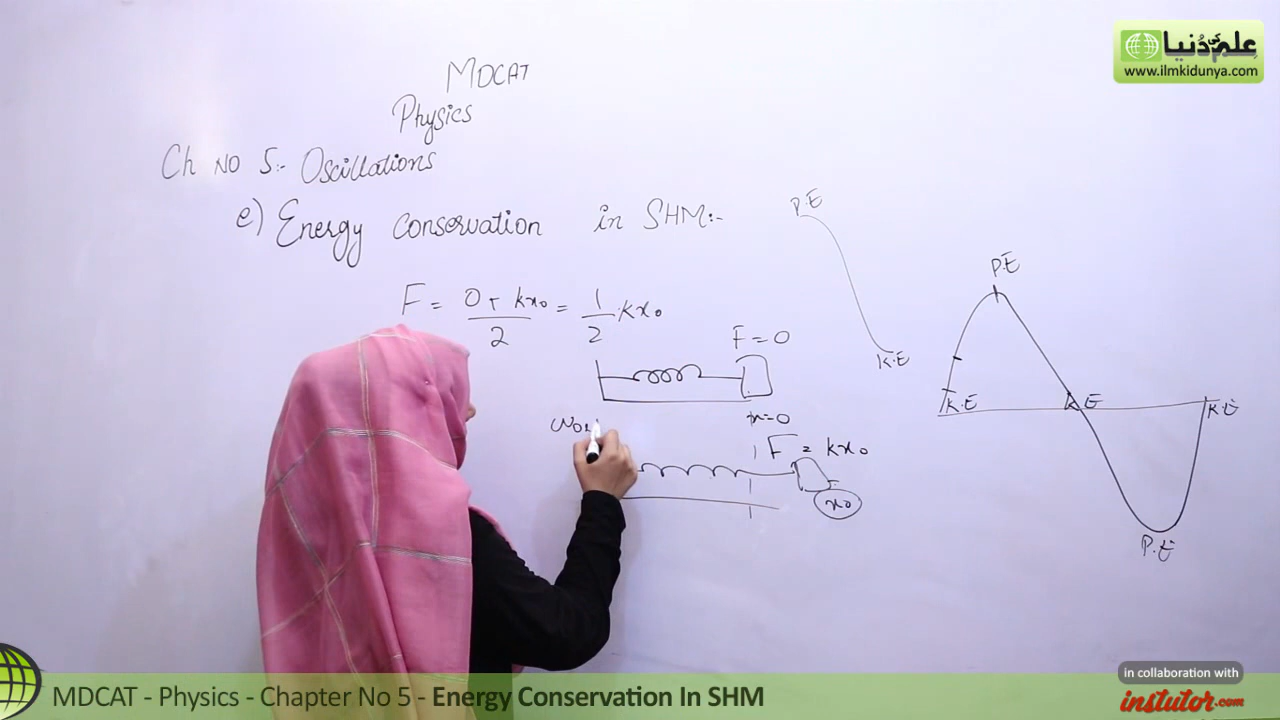 علم کی دُنیا
www.ilmkidunya.com
MDCAT
Physics
Ch NO 5:- Oscillations
e) Energy conservation in SHM:-
F = 0 + kx₀ / 2 = 1/2 kx₀
F = 0
x=0
Wor
F = kx₀
x₀
P.E
K.E
P.E
K.E
K.E
K.E
P.E
MDCAT - Physics - Chapter No 5 - Energy Conservation In SHM
in collaboration with
instutor.com